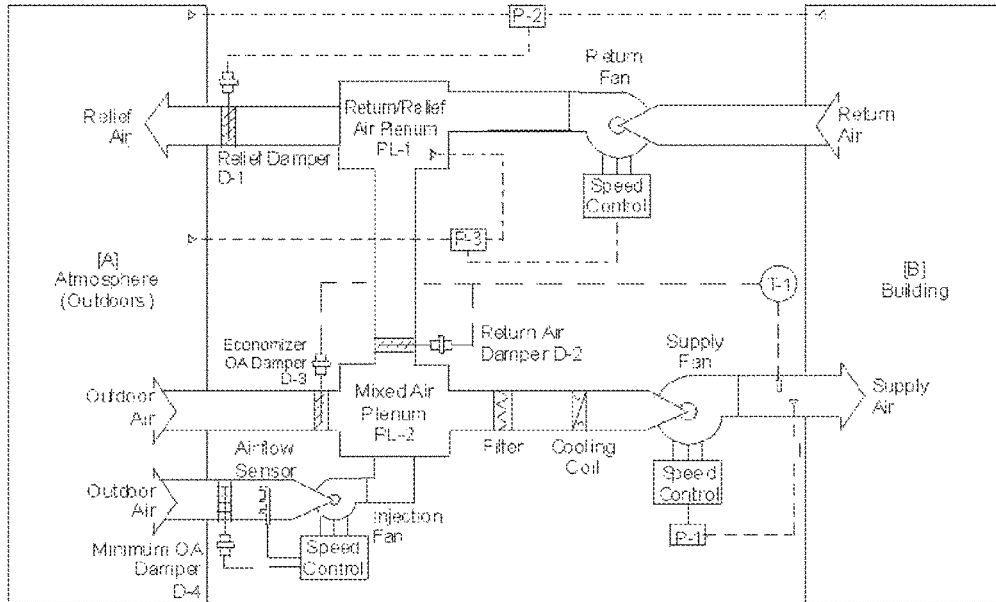 P-2
Return
Fan
Relief
Air
Return/Relief
Air Plenum
PL-1
Return
Air
Relief Damper
D-1
Speed
Control
P-3
[A]
Atmosphere
(Outdoors)
[B]
Building
T-1
Economizer
OA Damper
D-3
Return Air
Damper D-2
Supply
Fan
Outdoor
Air
Mixed Air
Plenum
PL-2
Supply
Air
Filter
Cooling
Coil
Airflow
Sensor
Outdoor
Air
Injection
Fan
Speed
Control
P-1
Minimum OA
Damper
D-4
Speed
Control